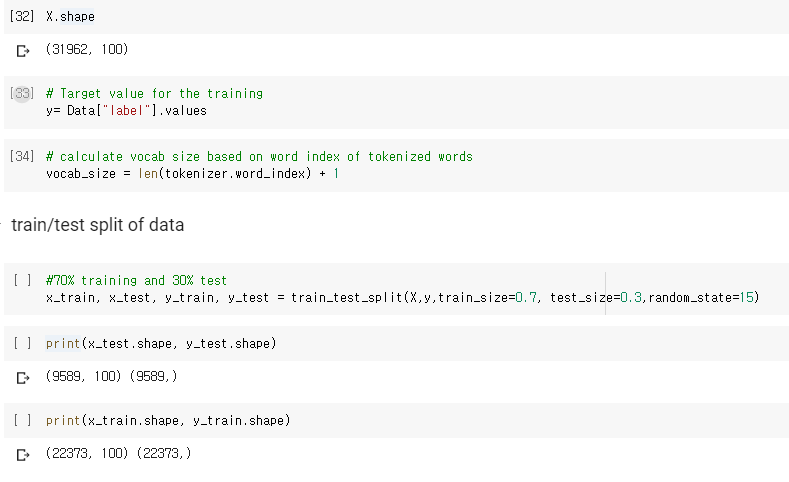 [32] X.shape
(31962, 100)
[33] # Target value for the training
y= Data["label"].values
[34] # calculate vocab size based on word index of tokenized words
vocab_size = len(tokenizer.word_index) + 1
train/test split of data
[ ] #70% training and 30% test
x_train, x_test, y_train, y_test = train_test_split(X,y,train_size=0.7, test_size=0.3,random_state=15)
[ ] print(x_test.shape, y_test.shape)
(9589, 100) (9589,)
[ ] print(x_train.shape, y_train.shape)
(22373, 100) (22373,)